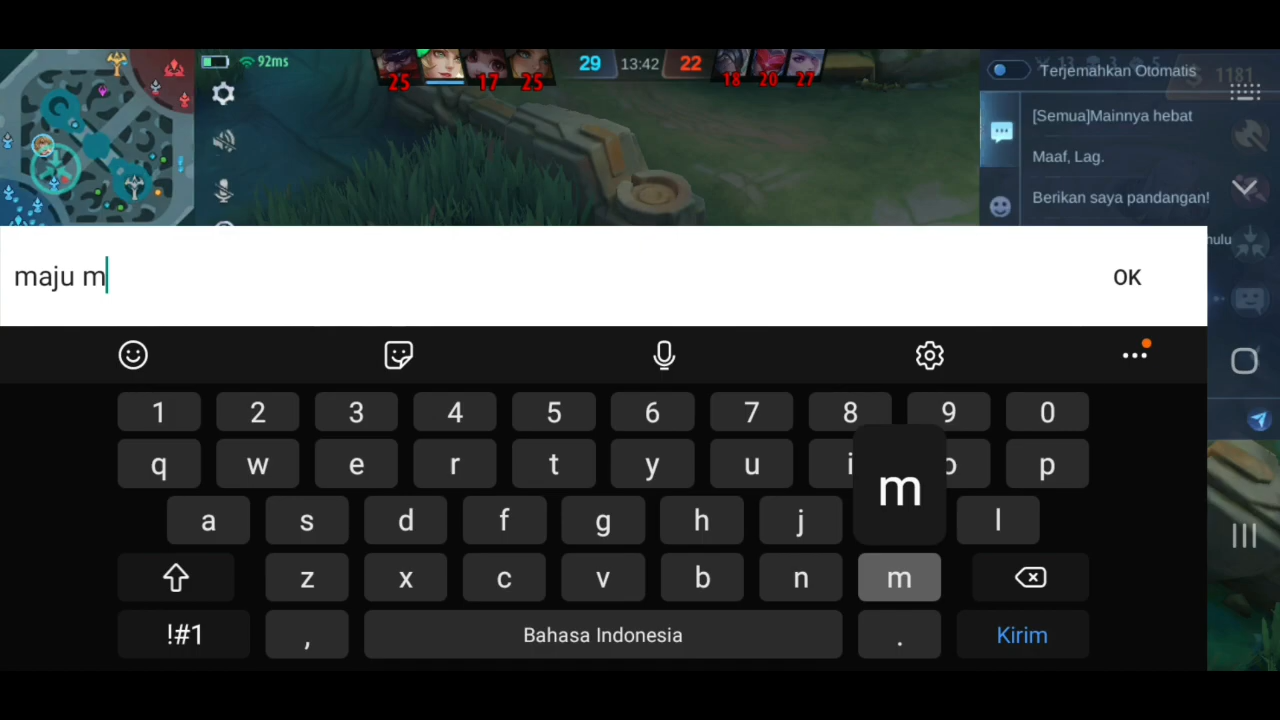 92ms
25
17
25
29
13:42
22
18
20
27
Terjemahkan Otomatis
1181
[Semua]Mainnya hebat
Maaf, Lag.
Berikan saya pandangan!
maju m
OK
1 2 3 4 5 6 7 8 9 0
q w e r t y u i o p
m
a s d f g h j l
z x c v b n m
!#1 , Bahasa Indonesia . Kirim